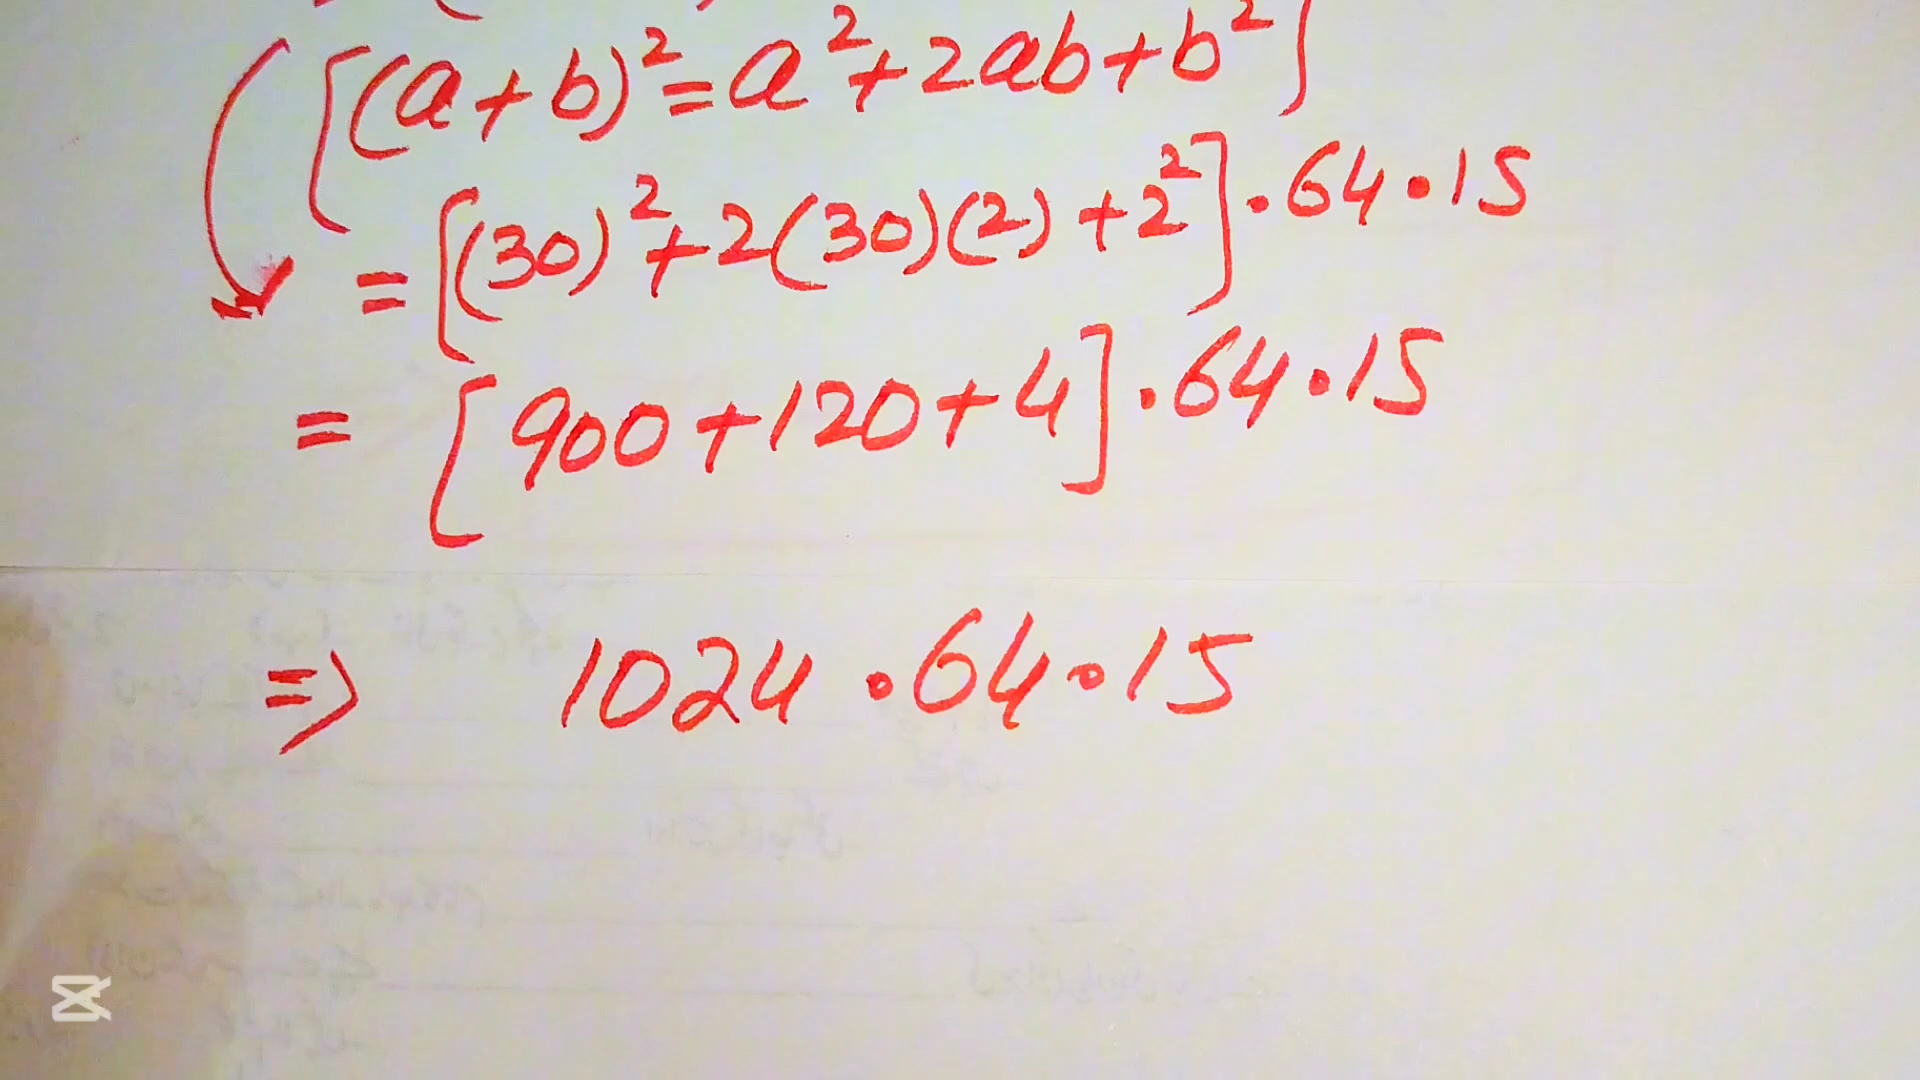 [(a+b)²=a²+2ab+b²]
=[(30)²+2(30)(2)+2²]·64·15
=[900+120+4]·64·15
=> 1024·64·15